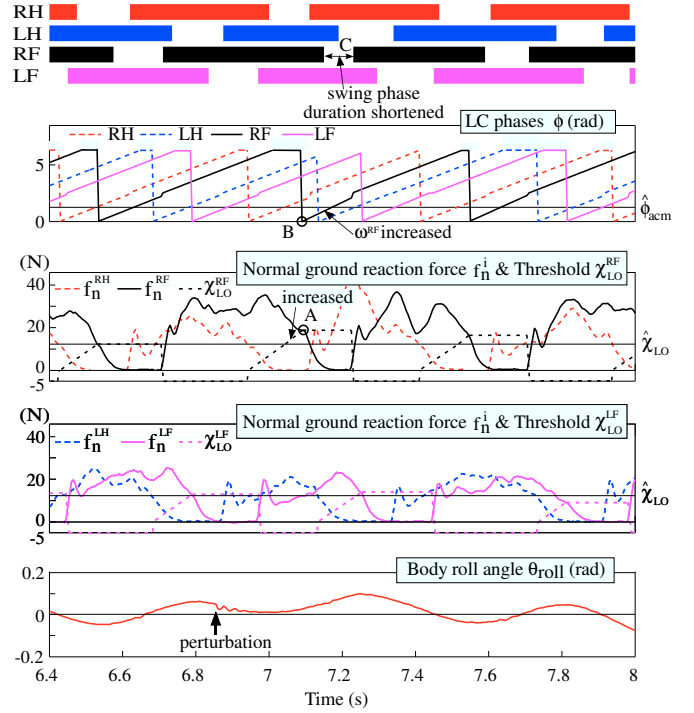 RH
LH
RF
C
LF
swing phase
duration shortened
LC phases ϕ (rad)
RH LH RF LF
5
0
ϕ̂acm
B
ω^RF increased
(N)
Normal ground reaction force f_n^i & Threshold χ_LO^RF
f_n^RH f_n^RF χ_LO^RF
increased
A
40
20
0
-5
χ̂_LO
(N)
Normal ground reaction force f_n^i & Threshold χ_LO^LF
f_n^LH f_n^LF χ_LO^LF
40
20
0
-5
χ̂_LO
Body roll angle θroll (rad)
0.2
0
-0.2
perturbation
6.4 6.6 6.8 7 7.2 7.4 7.6 7.8 8
Time (s)